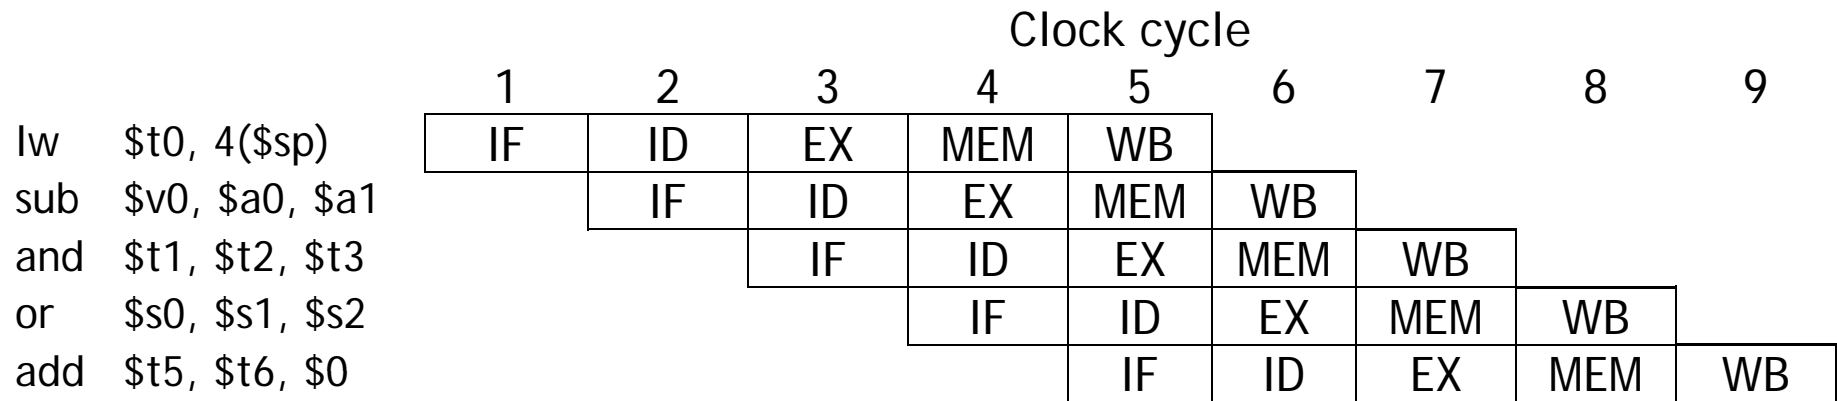 Clock cycle
1 2 3 4 5 6 7 8 9
lw $t0, 4($sp) IF ID EX MEM WB
sub $v0, $a0, $a1 IF ID EX MEM WB
and $t1, $t2, $t3 IF ID EX MEM WB
or $s0, $s1, $s2 IF ID EX MEM WB
add $t5, $t6, $0 IF ID EX MEM WB